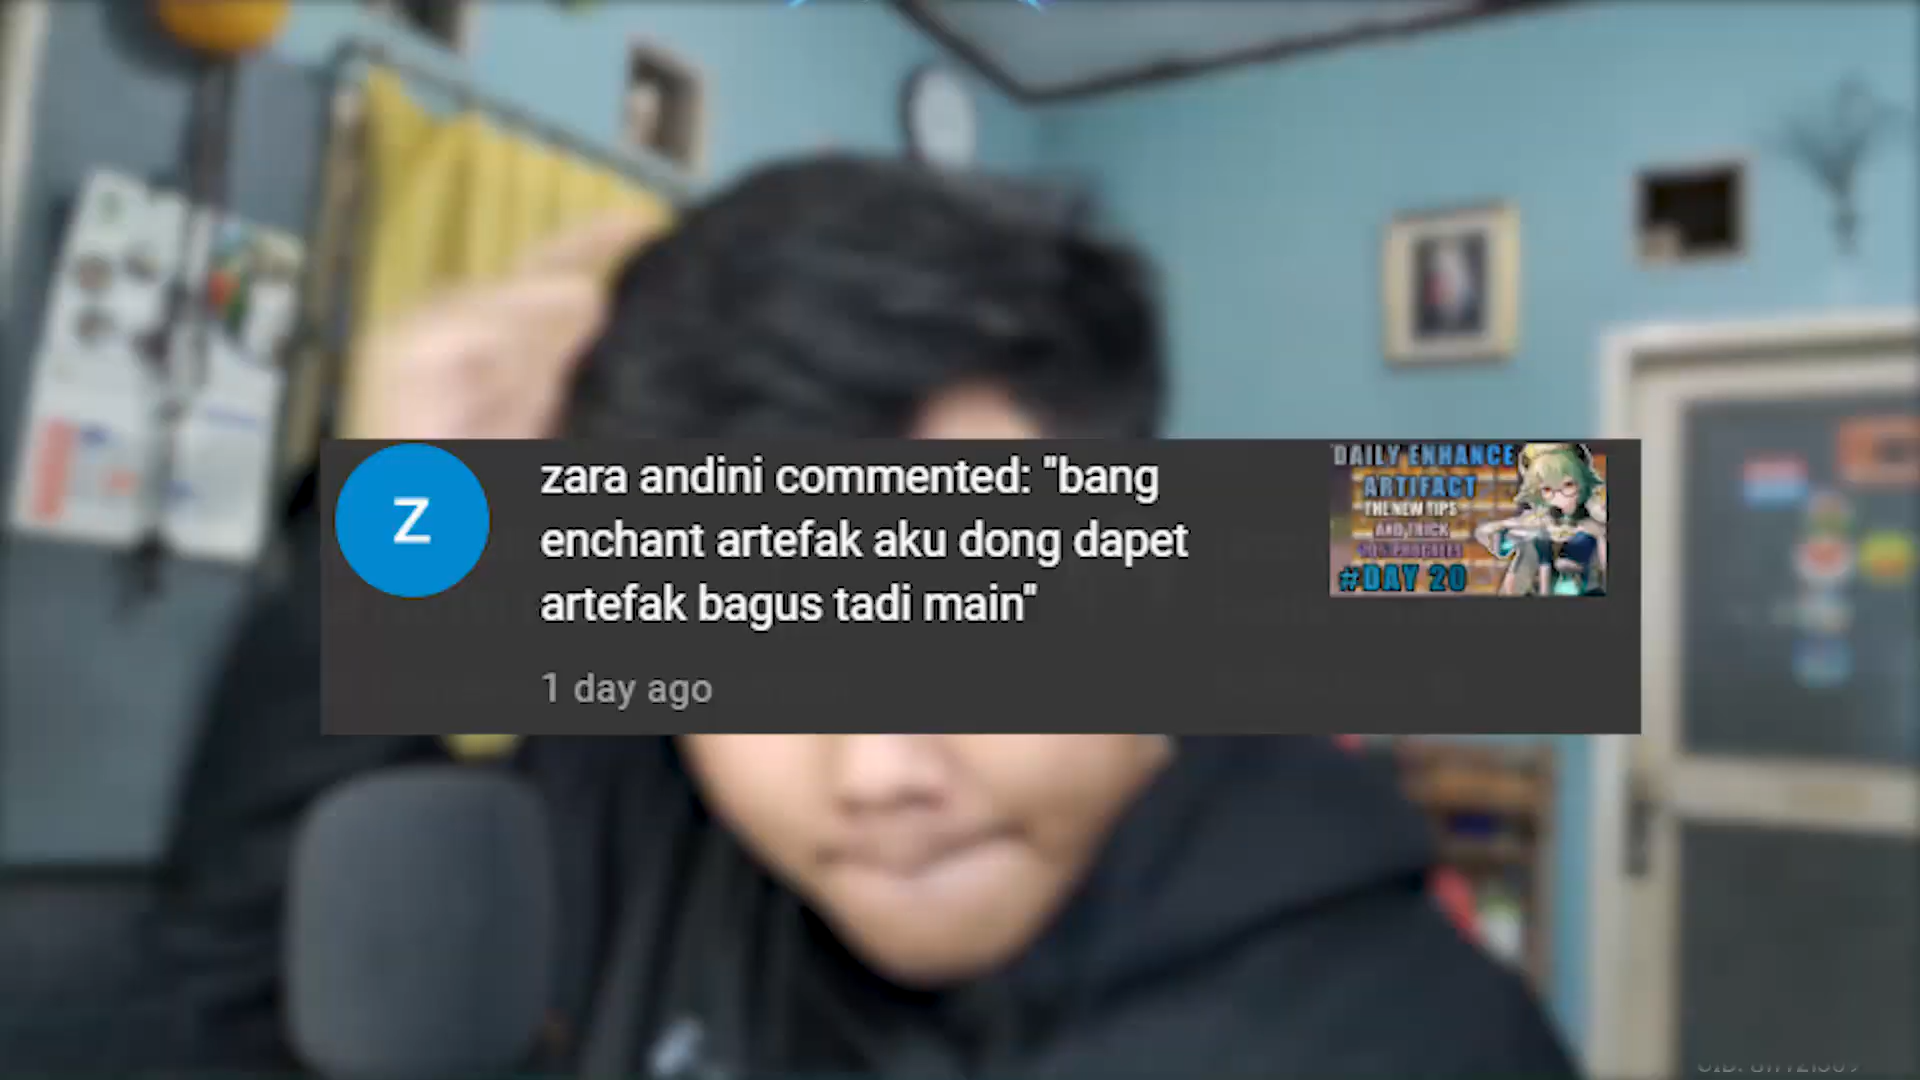 Z
zara andini commented: "bang
enchant artefak aku dong dapet
artefak bagus tadi main"
1 day ago
DAILY ENHANCE
ARTIFACT
THE NEW TIPS
AND TRICK
#DAY 20